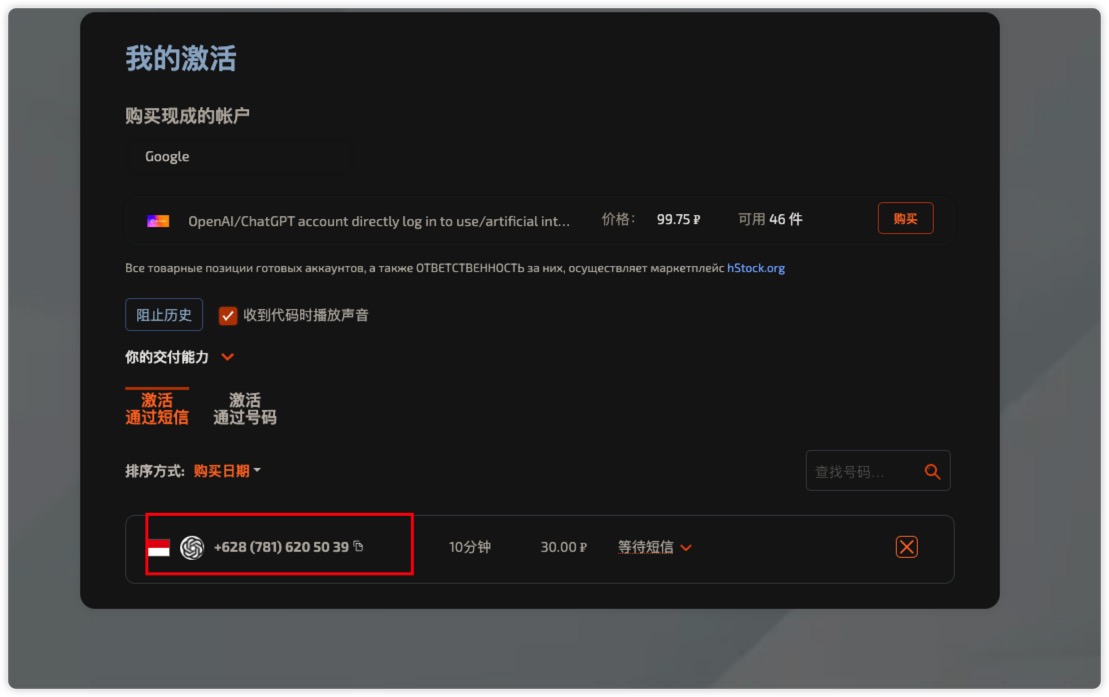 我的激活
购买现成的帐户
Google
OpenAI/ChatGPT account directly log in to use/artificial int... 价格: 99.75 ₽ 可用 46 件 购买
Все товарные позиции готовых аккаунтов, а также ОТВЕТСТВЕННОСТЬ за них, осуществляет маркетплейс hStock.org
阻止历史 收到代码时播放声音
你的交付能力
激活 通过短信
激活 通过号码
排序方式: 购买日期 查找号码...
+628 (781) 620 50 39 10分钟 30.00 ₽ 等待短信